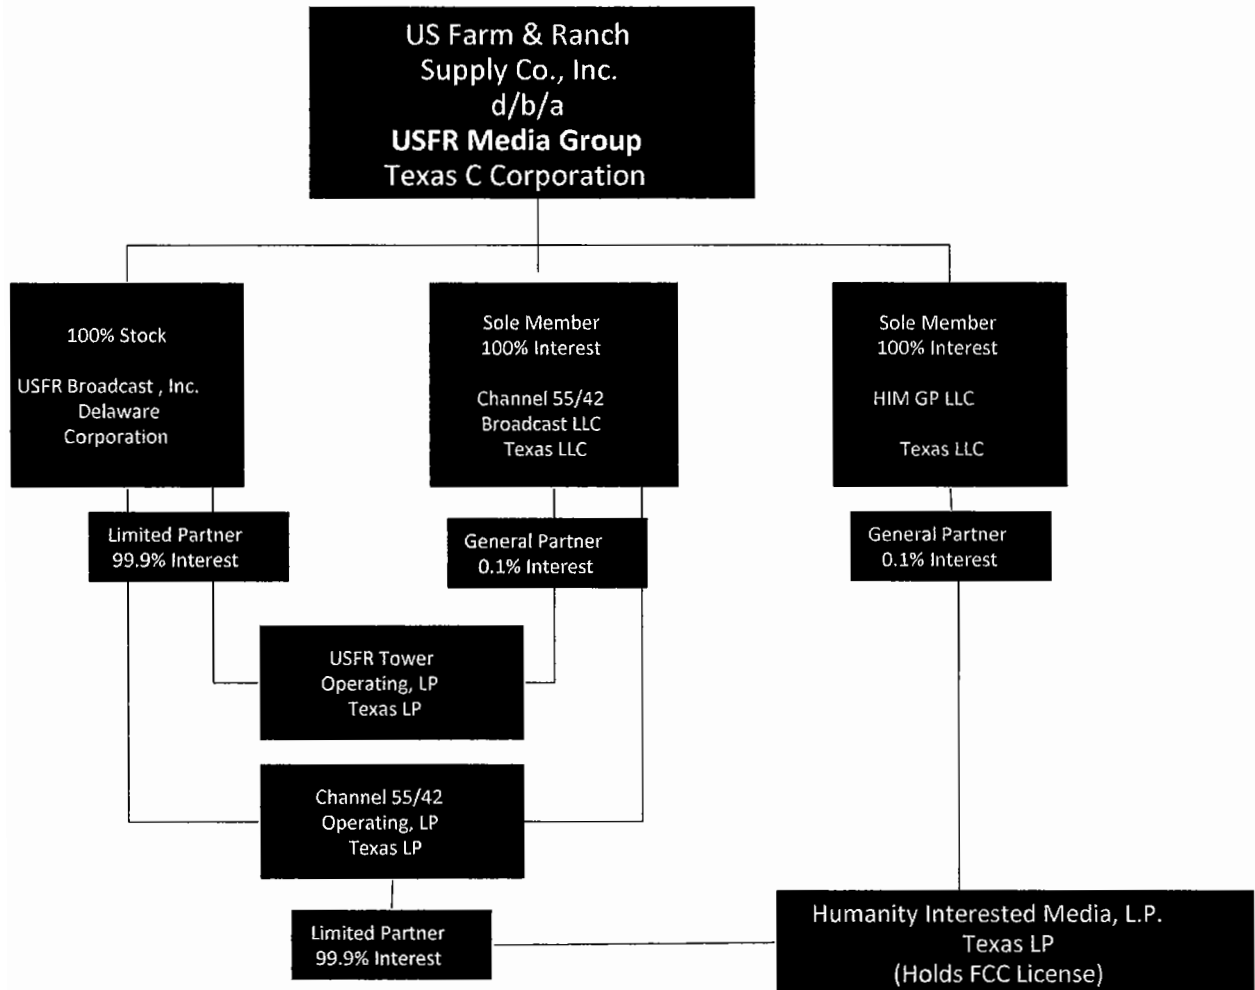 US Farm & Ranch
Supply Co., Inc.
d/b/a
USFR Media Group
Texas C Corporation
100% Stock
USFR Broadcast , Inc.
Delaware
Corporation
Sole Member
100% Interest
Channel 55/42
Broadcast LLC
Texas LLC
Sole Member
100% Interest
HIM GP LLC
Texas LLC
Limited Partner
99.9% Interest
General Partner
0.1% Interest
General Partner
0.1% Interest
USFR Tower
Operating, LP
Texas LP
Channel 55/42
Operating, LP
Texas LP
Limited Partner
99.9% Interest
Humanity Interested Media, L.P.
Texas LP
(Holds FCC License)